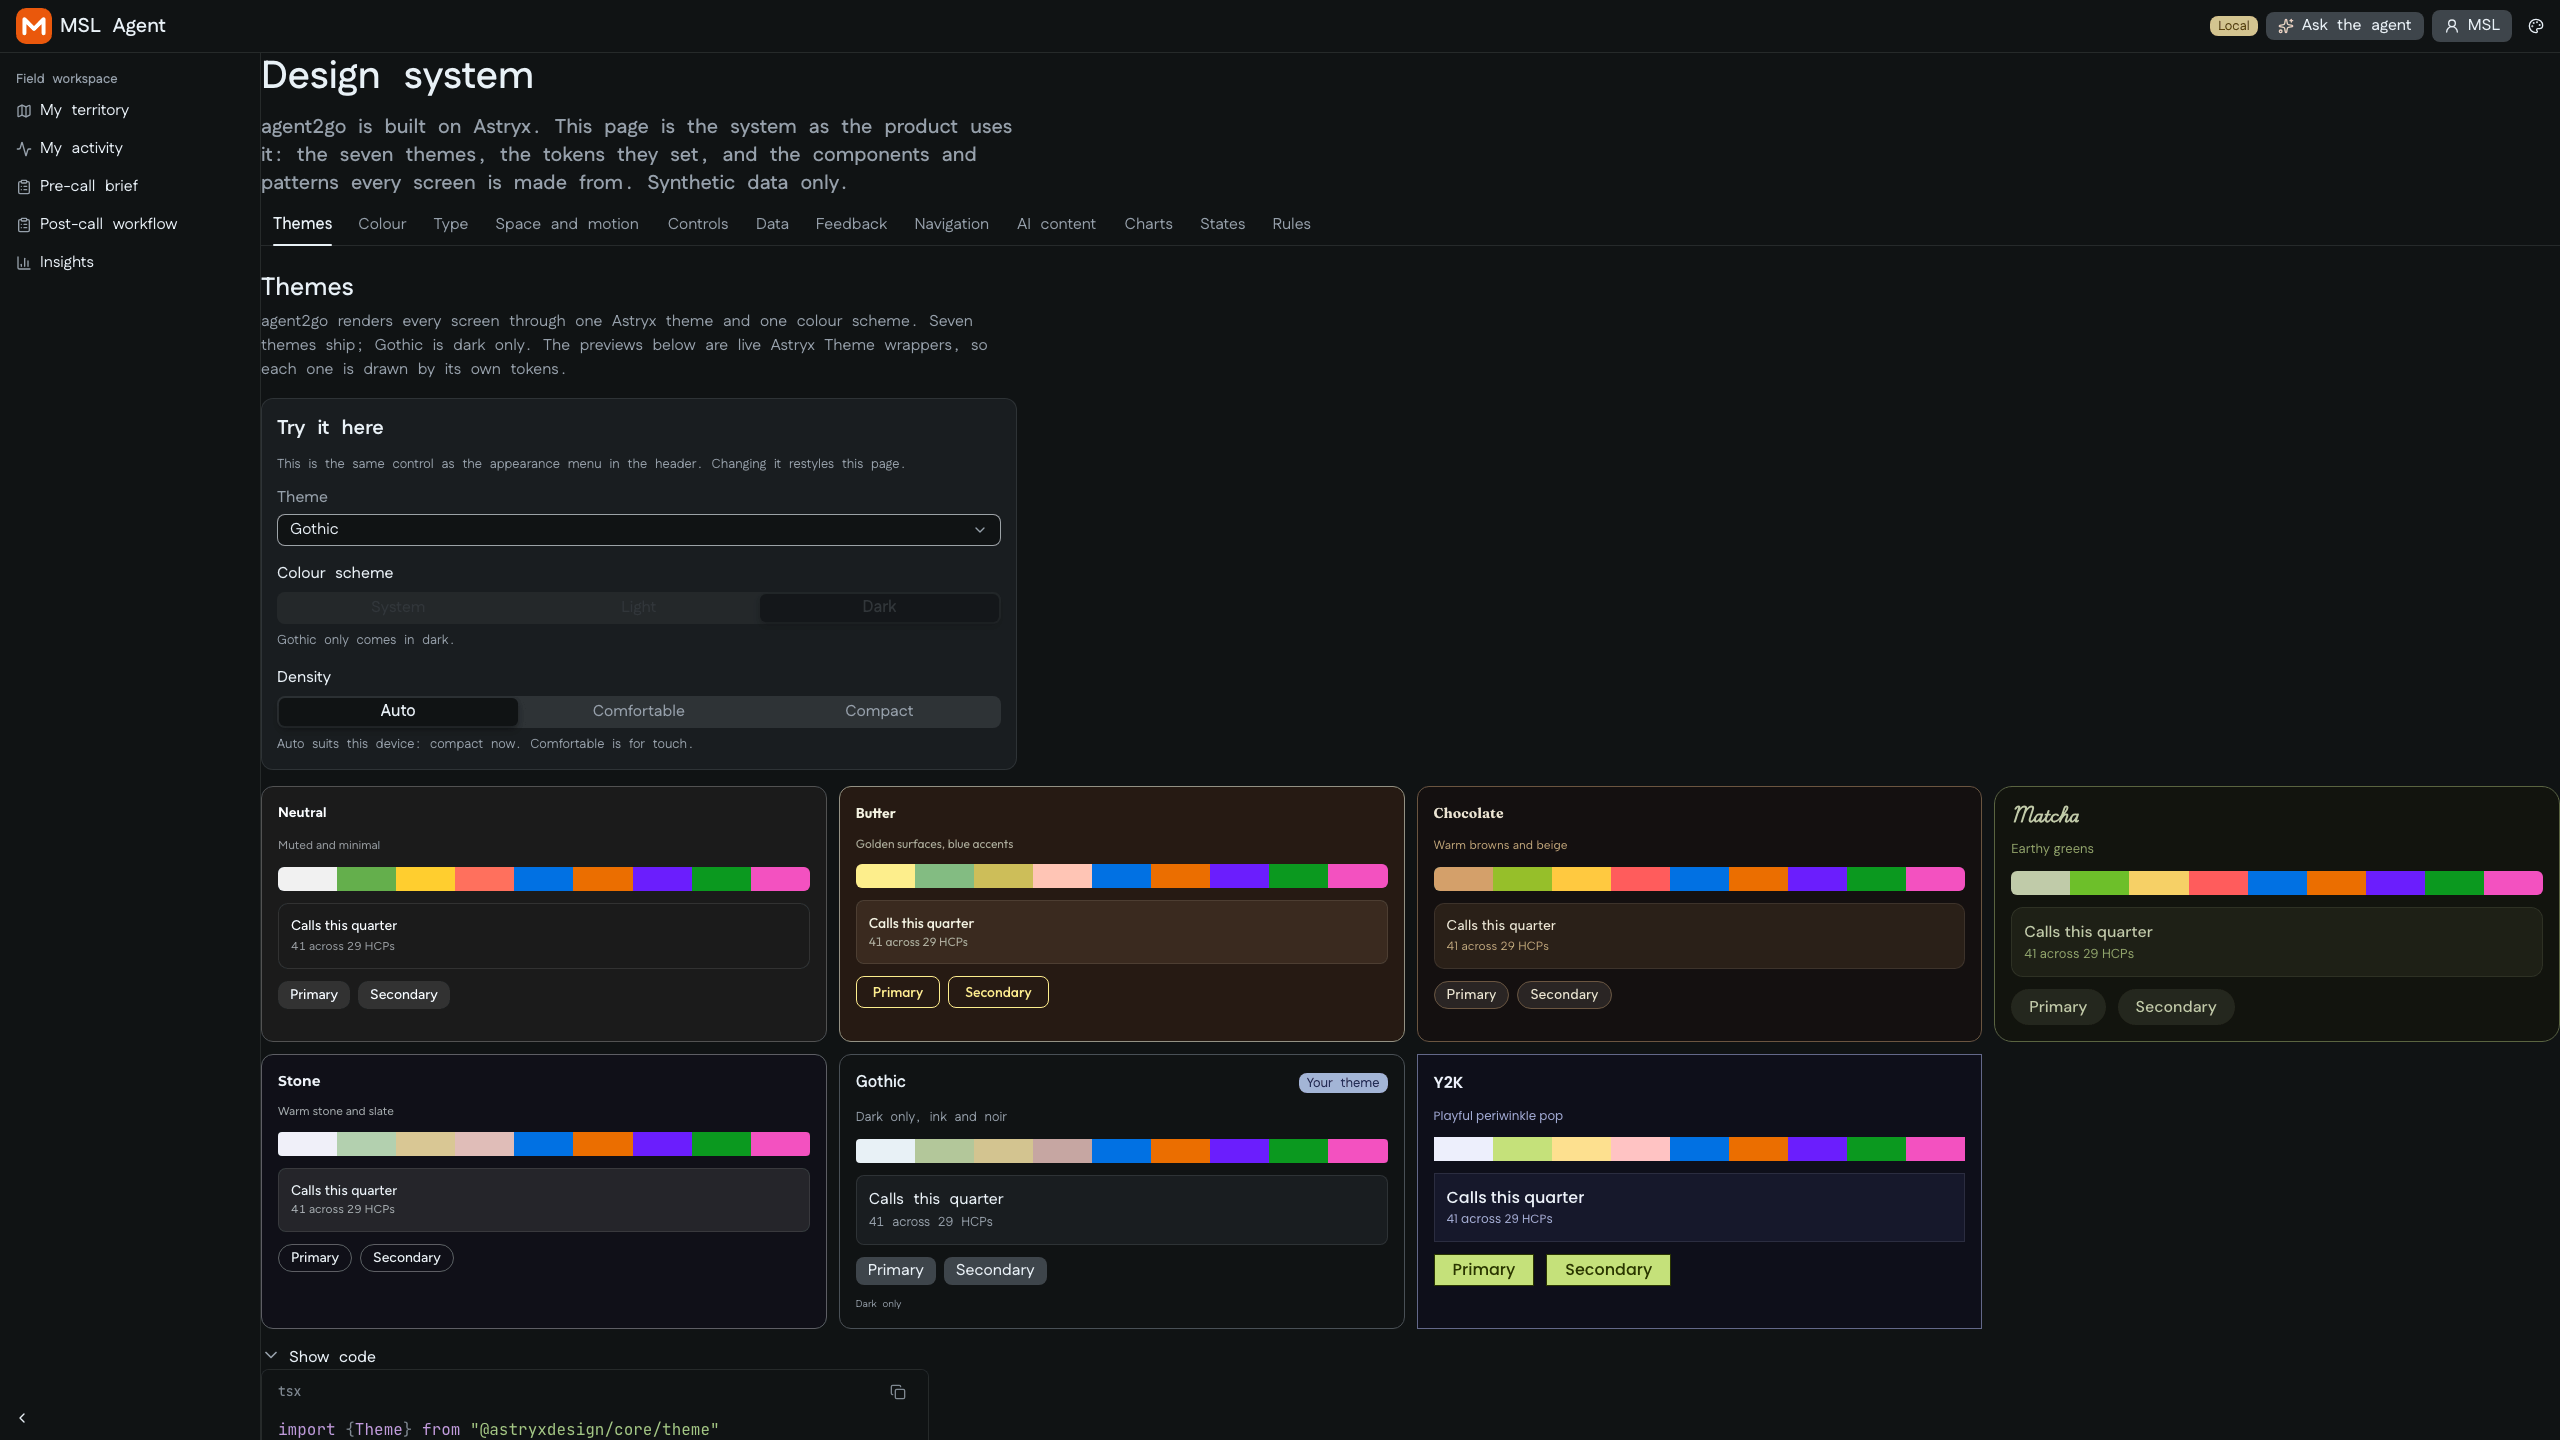 MSL Agent
Local
Ask the agent
MSL
Field workspace
My territory
My activity
Pre-call brief
Post-call workflow
Insights
Design system
agent2go is built on Astryx. This page is the system as the product uses
it: the seven themes, the tokens they set, and the components and
patterns every screen is made from. Synthetic data only.
Themes Colour Type Space and motion Controls Data Feedback Navigation AI content Charts States Rules
Themes
agent2go renders every screen through one Astryx theme and one colour scheme. Seven
themes ship; Gothic is dark only. The previews below are live Astryx Theme wrappers, so
each one is drawn by its own tokens.
Try it here
This is the same control as the appearance menu in the header. Changing it restyles this page.
Theme
Gothic
Colour scheme
System Light Dark
Gothic only comes in dark.
Density
Auto Comfortable Compact
Auto suits this device: compact now. Comfortable is for touch.
Neutral
Muted and minimal
Calls this quarter
41 across 29 HCPs
Primary Secondary
Butter
Golden surfaces, blue accents
Calls this quarter
41 across 29 HCPs
Primary Secondary
Chocolate
Warm browns and beige
Calls this quarter
41 across 29 HCPs
Primary Secondary
Matcha
Earthy greens
Calls this quarter
41 across 29 HCPs
Primary Secondary
Stone
Warm stone and slate
Calls this quarter
41 across 29 HCPs
Primary Secondary
Gothic
Your theme
Dark only, ink and noir
Calls this quarter
41 across 29 HCPs
Primary Secondary
Dark only
Y2K
Playful periwinkle pop
Calls this quarter
41 across 29 HCPs
Primary Secondary
Show code
tsx
import {Theme} from "@astryxdesign/core/theme"